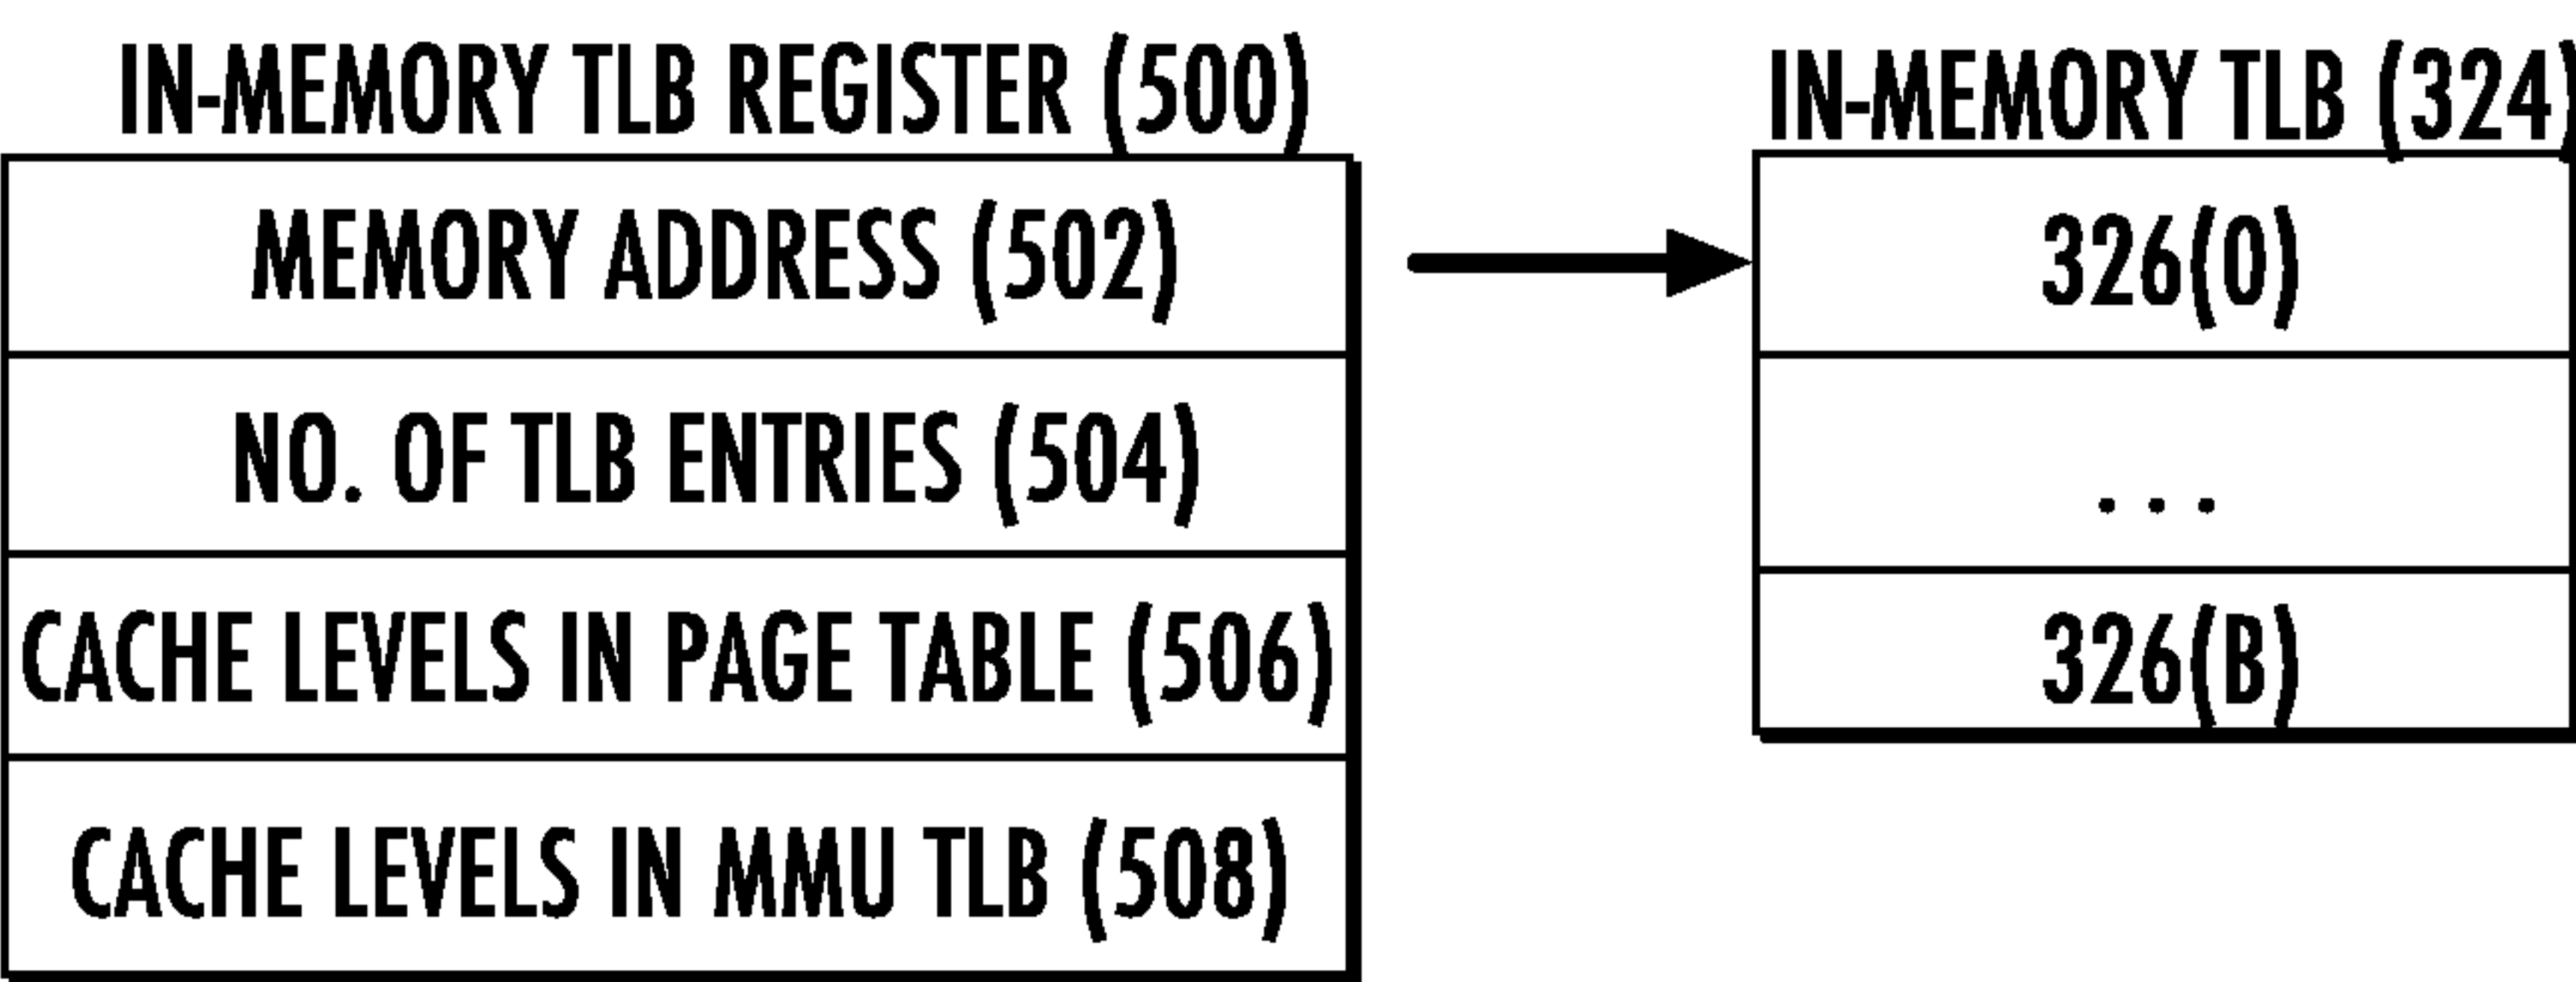 IN-MEMORY TLB REGISTER (500)
MEMORY ADDRESS (502)
NO. OF TLB ENTRIES (504)
CACHE LEVELS IN PAGE TABLE (506)
CACHE LEVELS IN MMU TLB (508)
IN-MEMORY TLB (324)
326(0)
. . .
326(B)